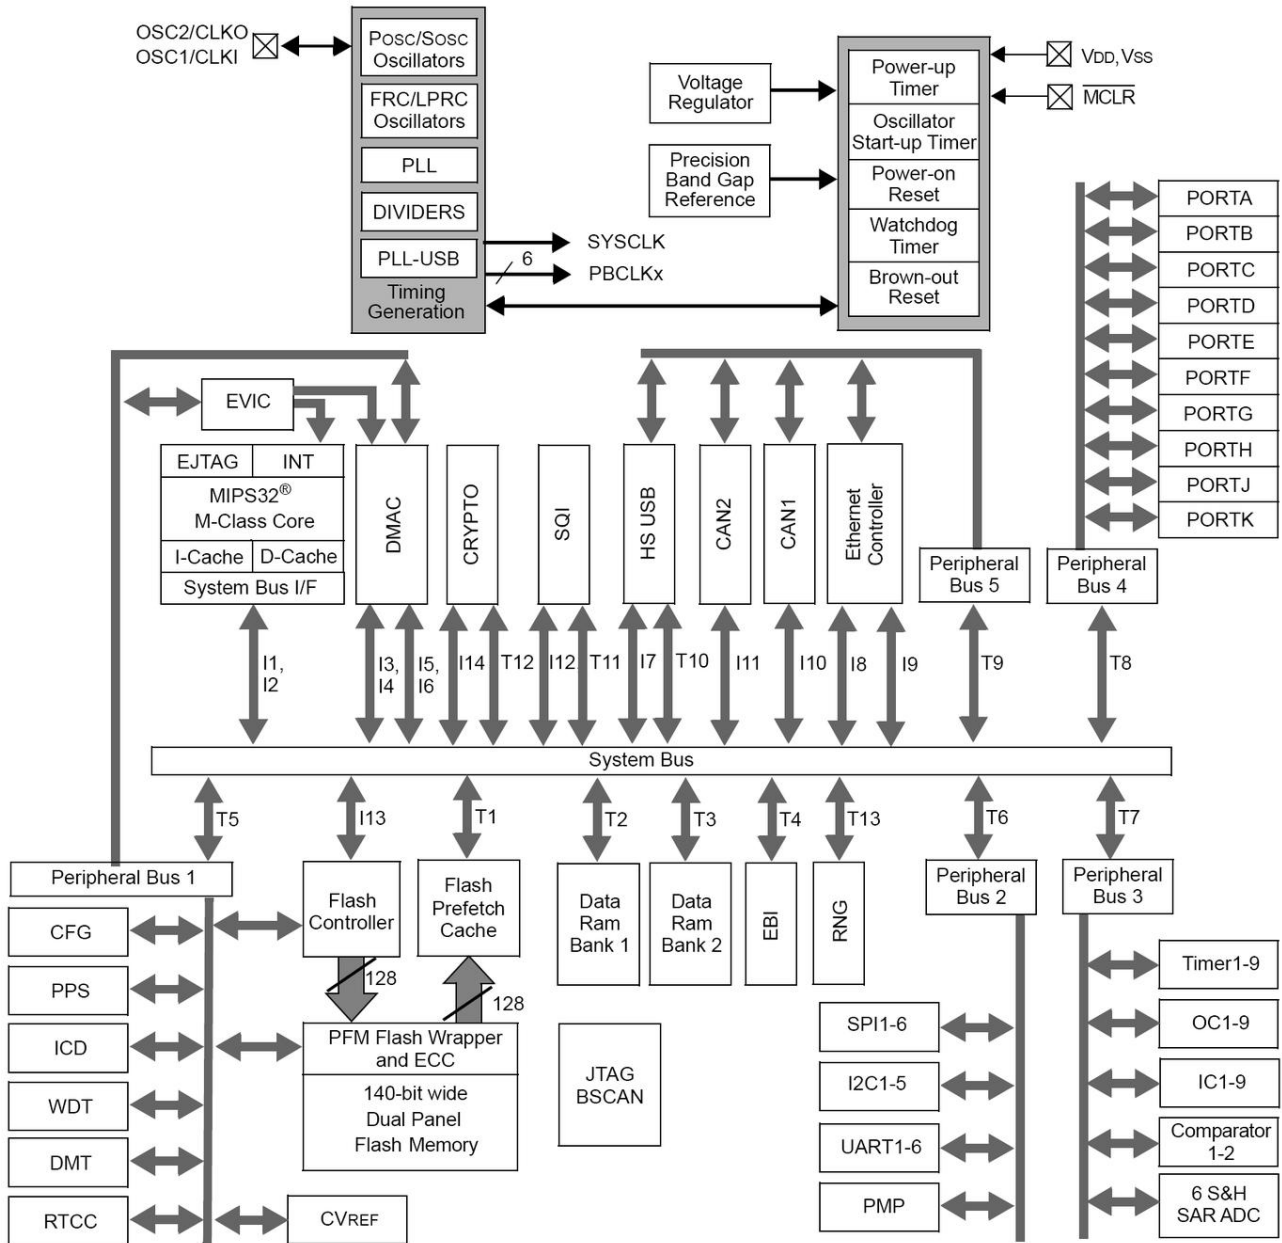 OSC2/CLKO
OSC1/CLKI
POSC/SOSC
Oscillators
FRC/LPRC
Oscillators
PLL
DIVIDERS
PLL-USB
Timing
Generation
6
SYSCLK
PBCLKx
Voltage
Regulator
Precision
Band Gap
Reference
Power-up
Timer
Oscillator
Start-up Timer
Power-on
Reset
Watchdog
Timer
Brown-out
Reset
VDD, VSS
MCLR
PORTA
PORTB
PORTC
PORTD
PORTE
PORTF
PORTG
PORTH
PORTJ
PORTK
EVIC
EJTAG
INT
MIPS32®
M-Class Core
I-Cache
D-Cache
System Bus I/F
DMAC
CRYPTO
SQI
HS USB
CAN2
CAN1
Ethernet
Controller
Peripheral
Bus 5
Peripheral
Bus 4
I1,
I2
I3,
I4
I5,
I6
I14
T12
I12
T11
I7
T10
I11
I10
I8
I9
T9
T8
System Bus
T5
I13
T1
T2
T3
T4
T13
T6
T7
Peripheral Bus 1
Flash
Controller
Flash
Prefetch
Cache
Data
Ram
Bank 1
Data
Ram
Bank 2
EBI
RNG
Peripheral
Bus 2
Peripheral
Bus 3
CFG
PPS
ICD
WDT
DMT
RTCC
128
128
PFM Flash Wrapper
and ECC
140-bit wide
Dual Panel
Flash Memory
CVREF
JTAG
BSCAN
SPI1-6
I2C1-5
UART1-6
PMP
Timer1-9
OC1-9
IC1-9
Comparator
1-2
6 S&H
SAR ADC